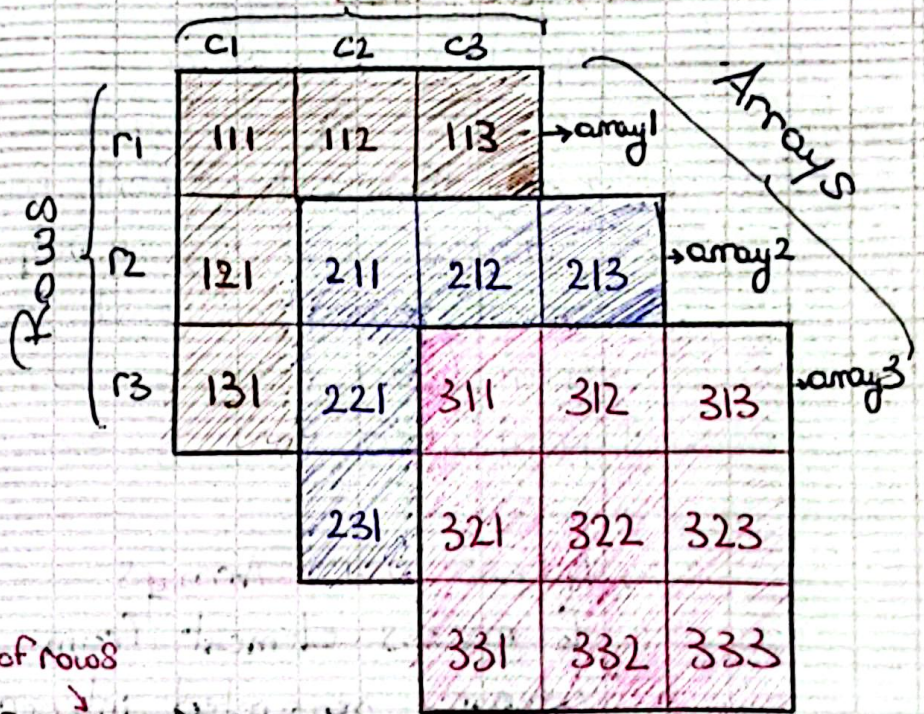 c1 c2 c3
Arrays
r1 111 112 113 →array1
Rows
r2 121 211 212 213 →array2
r3 131 221 311 312 313 →array3
231 321 322 323
of rows
331 332 333